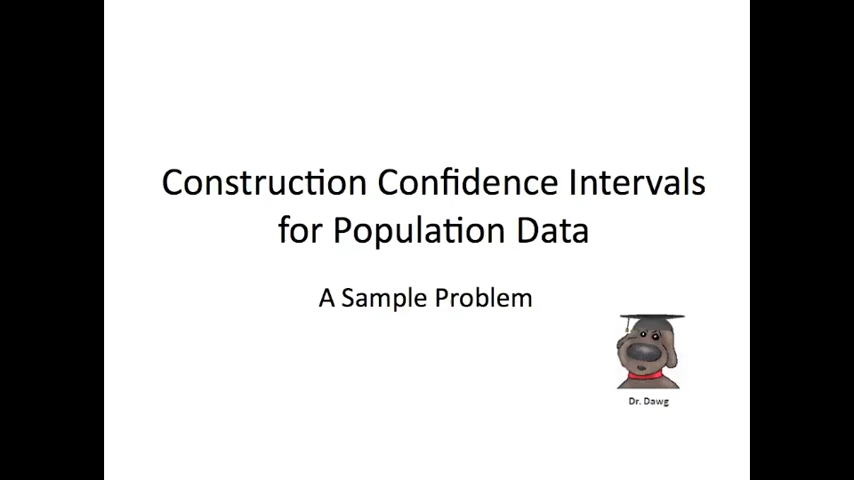 Construction Confidence Intervals
for Population Data
A Sample Problem
Dr. Dawg